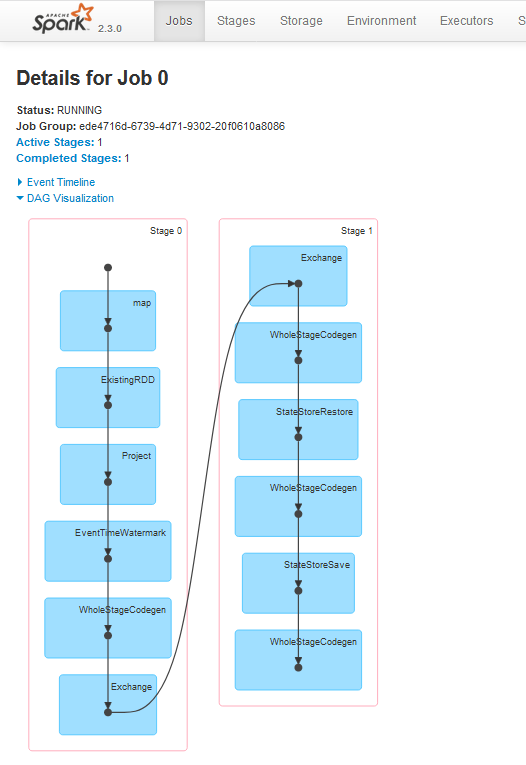 APACHE
Spark 2.3.0
Jobs Stages Storage Environment Executors S
Details for Job 0
Status: RUNNING
Job Group: ede4716d-6739-4d71-9302-20f0610a8086
Active Stages: 1
Completed Stages: 1
Event Timeline
DAG Visualization
Stage 0
map
ExistingRDD
Project
EventTimeWatermark
WholeStageCodegen
Exchange
Stage 1
Exchange
WholeStageCodegen
StateStoreRestore
WholeStageCodegen
StateStoreSave
WholeStageCodegen